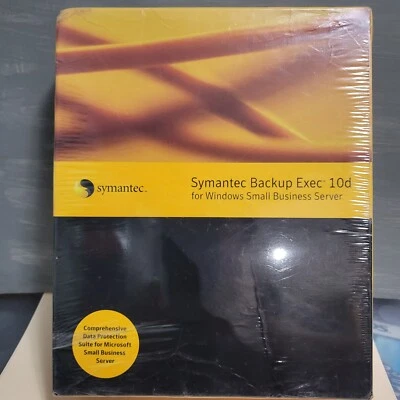 symantec.
Symantec Backup Exec™ 10d
for Windows Small Business Server
Comprehensive
Data Protection
Suite for Microsoft
Small Business
Server